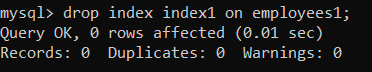 mysql> drop index index1 on employees1;
Query OK, 0 rows affected (0.01 sec)
Records: 0  Duplicates: 0  Warnings: 0